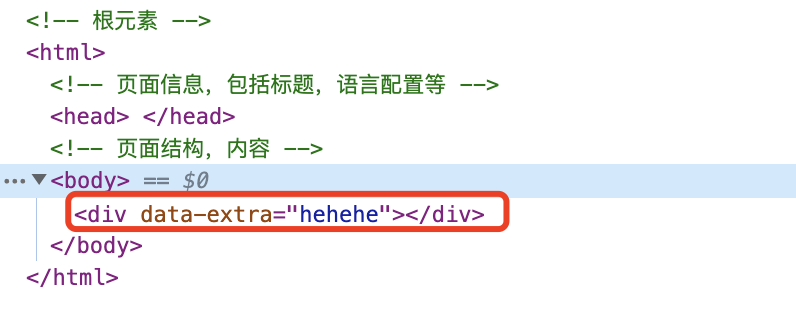 <!-- 根元素 -->
<html>
<!-- 页面信息，包括标题，语言配置等 -->
<head> </head>
<!-- 页面结构，内容 -->
··· ▼ <body> == $0
<div data-extra="hehehe"></div>
</body>
</html>